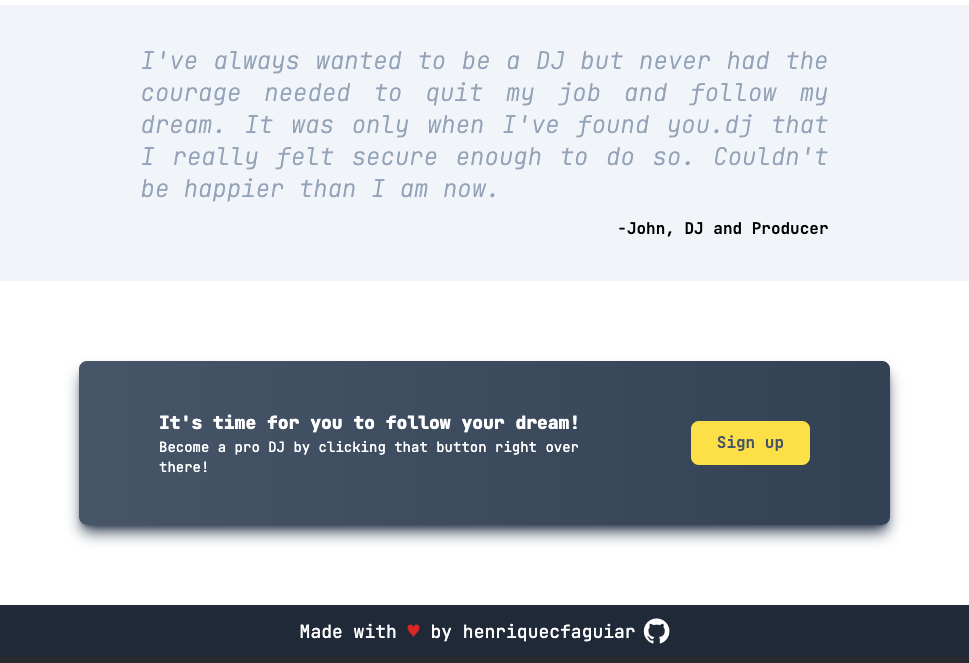 I've always wanted to be a DJ but never had the
courage needed to quit my job and follow my
dream. It was only when I've found you.dj that
I really felt secure enough to do so. Couldn't
be happier than I am now.
-John, DJ and Producer
It's time for you to follow your dream!
Become a pro DJ by clicking that button right over
there!
Sign up
Made with ♥ by henriquecfaguiar